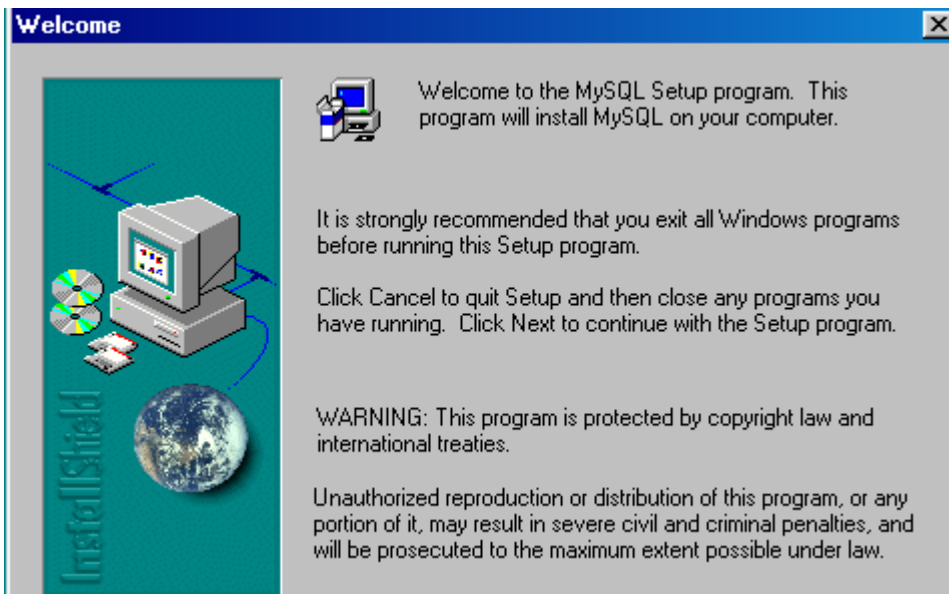 Welcome
Welcome to the MySQL Setup program. This
program will install MySQL on your computer.
It is strongly recommended that you exit all Windows programs
before running this Setup program.
Click Cancel to quit Setup and then close any programs you
have running. Click Next to continue with the Setup program.
WARNING: This program is protected by copyright law and
international treaties.
Unauthorized reproduction or distribution of this program, or any
portion of it, may result in severe civil and criminal penalties, and
will be prosecuted to the maximum extent possible under law.
InstallShield